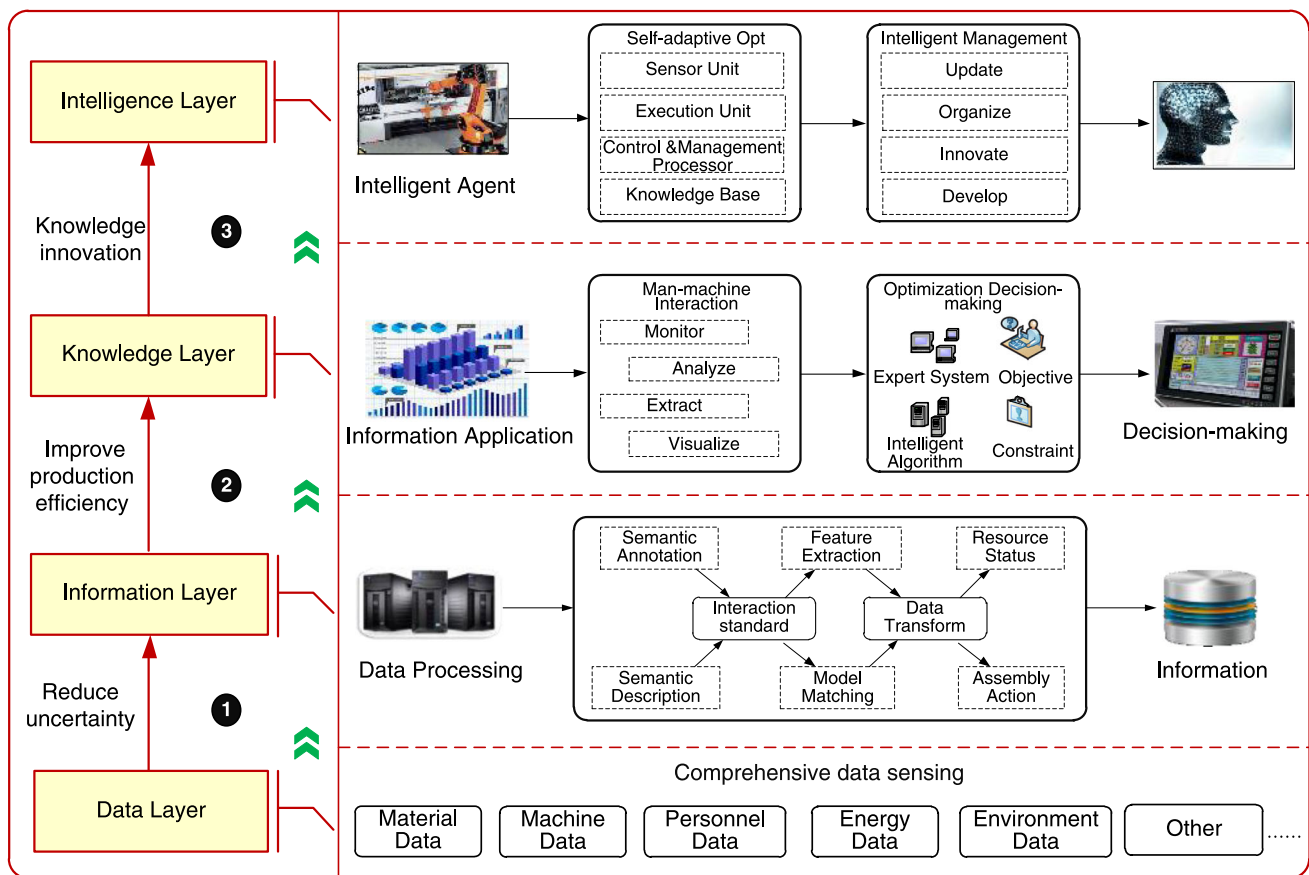 Intelligence Layer
Knowledge
innovation
3
Knowledge Layer
Improve
production
efficiency
2
Information Layer
Reduce
uncertainty
1
Data Layer
Intelligent Agent
Self-adaptive Opt
Sensor Unit
Execution Unit
Control &Management
Processor
Knowledge Base
Intelligent Management
Update
Organize
Innovate
Develop
Information Application
Man-machine
Interaction
Monitor
Analyze
Extract
Visualize
Optimization Decision-
making
Expert System
Objective
Intelligent
Algorithm
Constraint
Decision-making
Data Processing
Semantic
Annotation
Feature
Extraction
Resource
Status
Interaction
standard
Data
Transform
Semantic
Description
Model
Matching
Assembly
Action
Information
Comprehensive data sensing
Material
Data
Machine
Data
Personnel
Data
Energy
Data
Environment
Data
Other
......